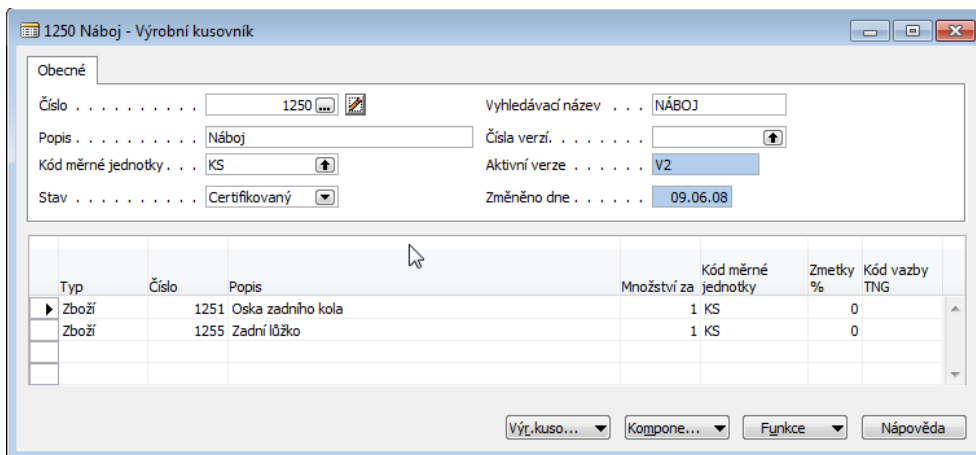 1250 Náboj - Výrobní kusovník
Obecné
Číslo . . . . . . . . . . 1250 ... Vyhledávací název . . . NÁBOJ
Popis . . . . . . . . . . Náboj Čísla verzí. . . . . . . .
Kód měrné jednotky . . . KS Aktivní verze . . . . . . V2
Stav . . . . . . . . . . Certifikovaný Změněno dne . . . . . . 09.06.08
Typ Číslo Popis Množství za Kód měrné jednotky Zmetky % Kód vazby TNG
Zboží 1251 Oska zadního kola 1 KS 0
Zboží 1255 Zadní lůžko 1 KS 0
Výr.kuso... Kompone... Funkce Nápověda